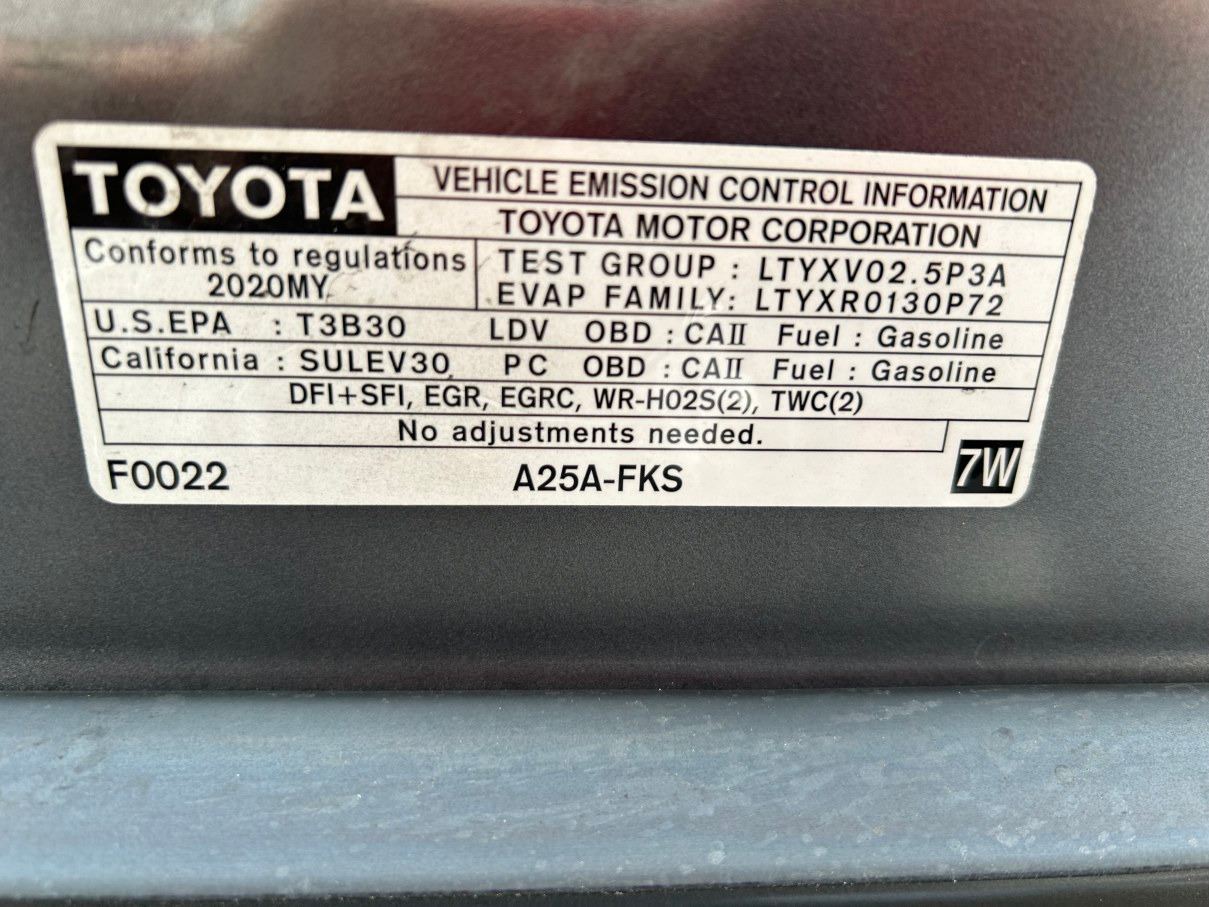 TOYOTA
VEHICLE EMISSION CONTROL INFORMATION
TOYOTA MOTOR CORPORATION
Conforms to regulations
2020MY
TEST GROUP : LTYXV02.5P3A
EVAP FAMILY: LTYXR0130P72
U.S.EPA : T3B30 LDV OBD : CAII Fuel : Gasoline
California : SULEV30 PC OBD : CAII Fuel : Gasoline
DFI+SFI, EGR, EGRC, WR-HO2S(2), TWC(2)
No adjustments needed.
F0022 A25A-FKS 7W